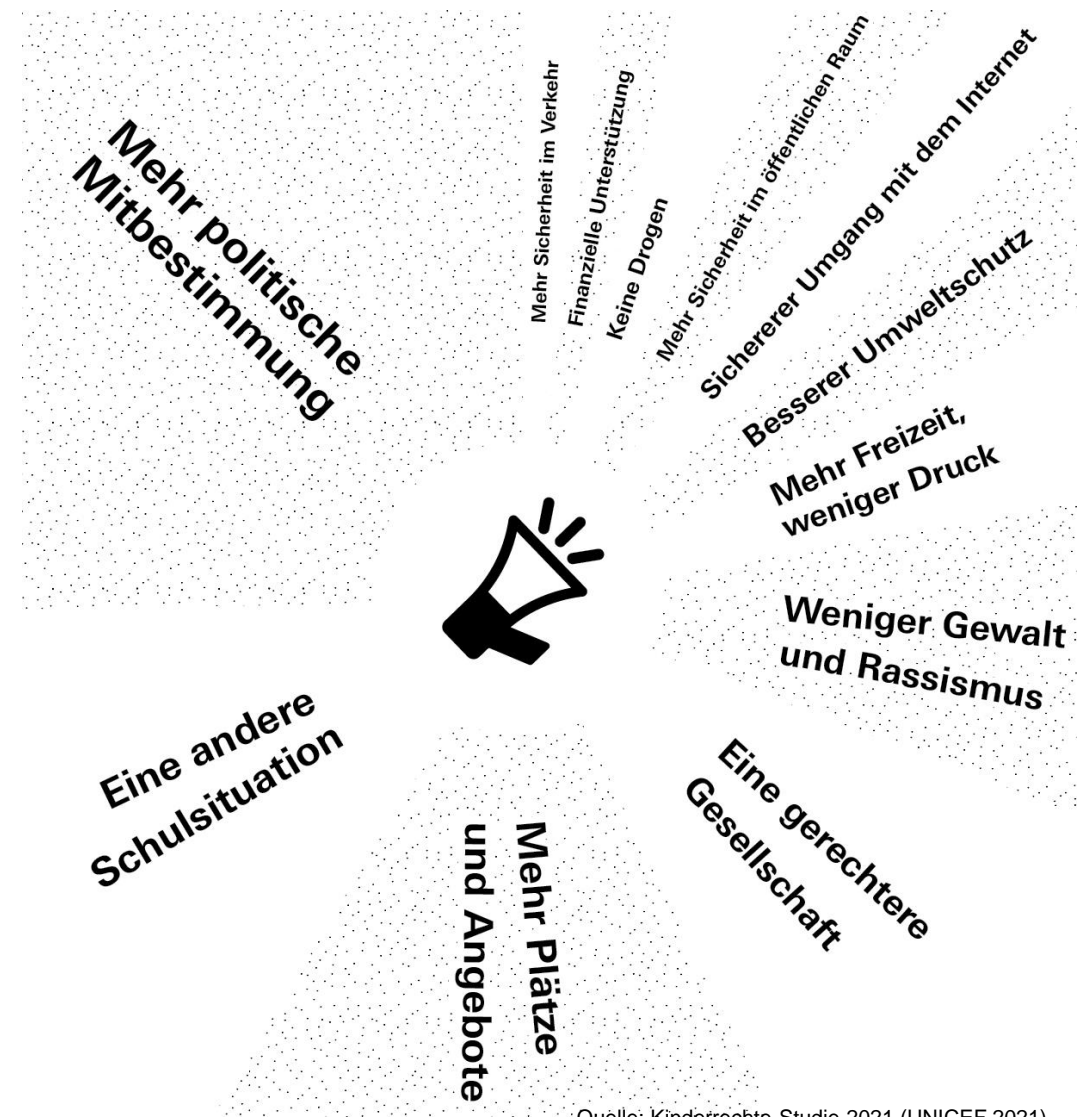 Mehr politische
Mitbestimmung
Mehr Sicherheit im Verkehr
Finanzielle Unterstützung
Keine Drogen
Mehr Sicherheit im öffentlichen Raum
Sichererer Umgang mit dem Internet
Besserer Umweltschutz
Mehr Freizeit,
weniger Druck
Weniger Gewalt
und Rassismus
Eine gerechtere
Gesellschaft
Mehr Plätze
und Angebote
Eine andere
Schulsituation
Quelle: Kinderrechte-Studie 2021 (UNICEF 2021)